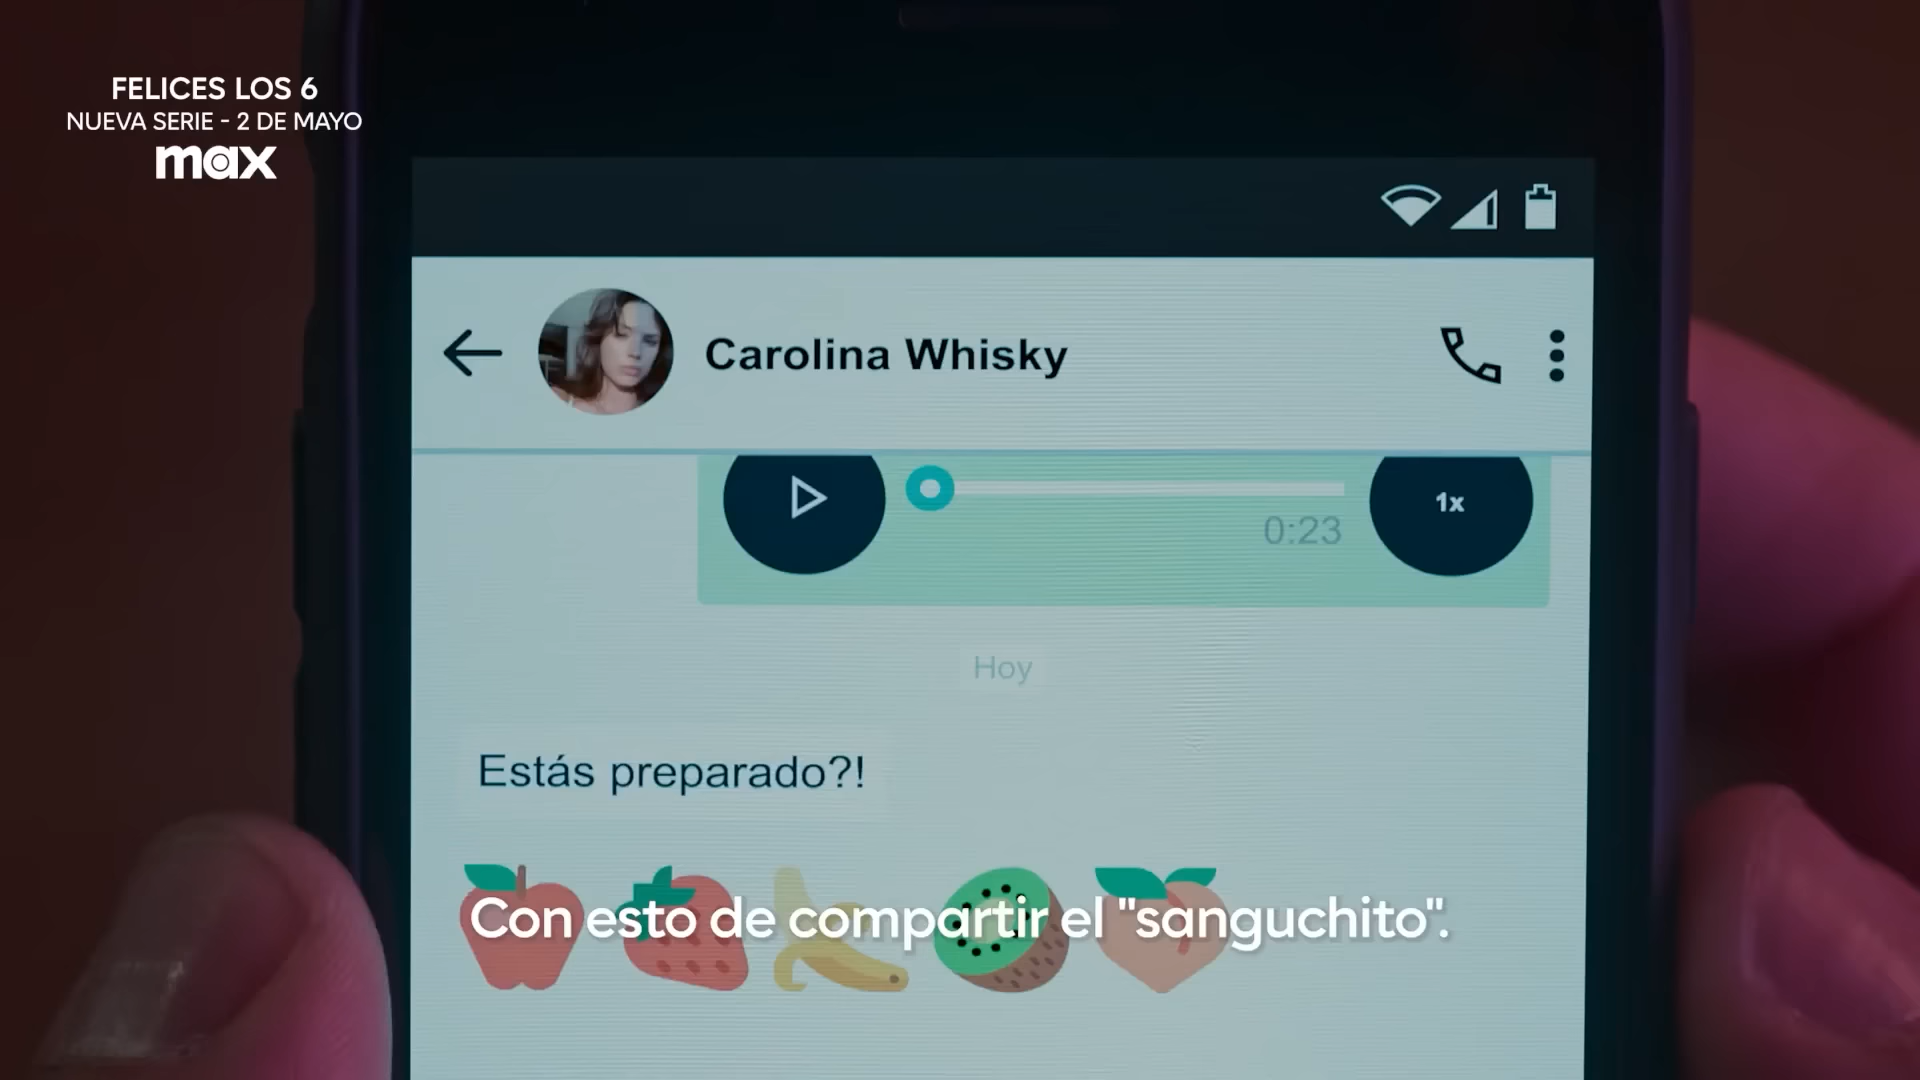 FELICES LOS 6
NUEVA SERIE - 2 DE MAYO
max
Carolina Whisky
0:23
1x
Hoy
Estás preparado?!
Con esto de compartir el "sanguchito".